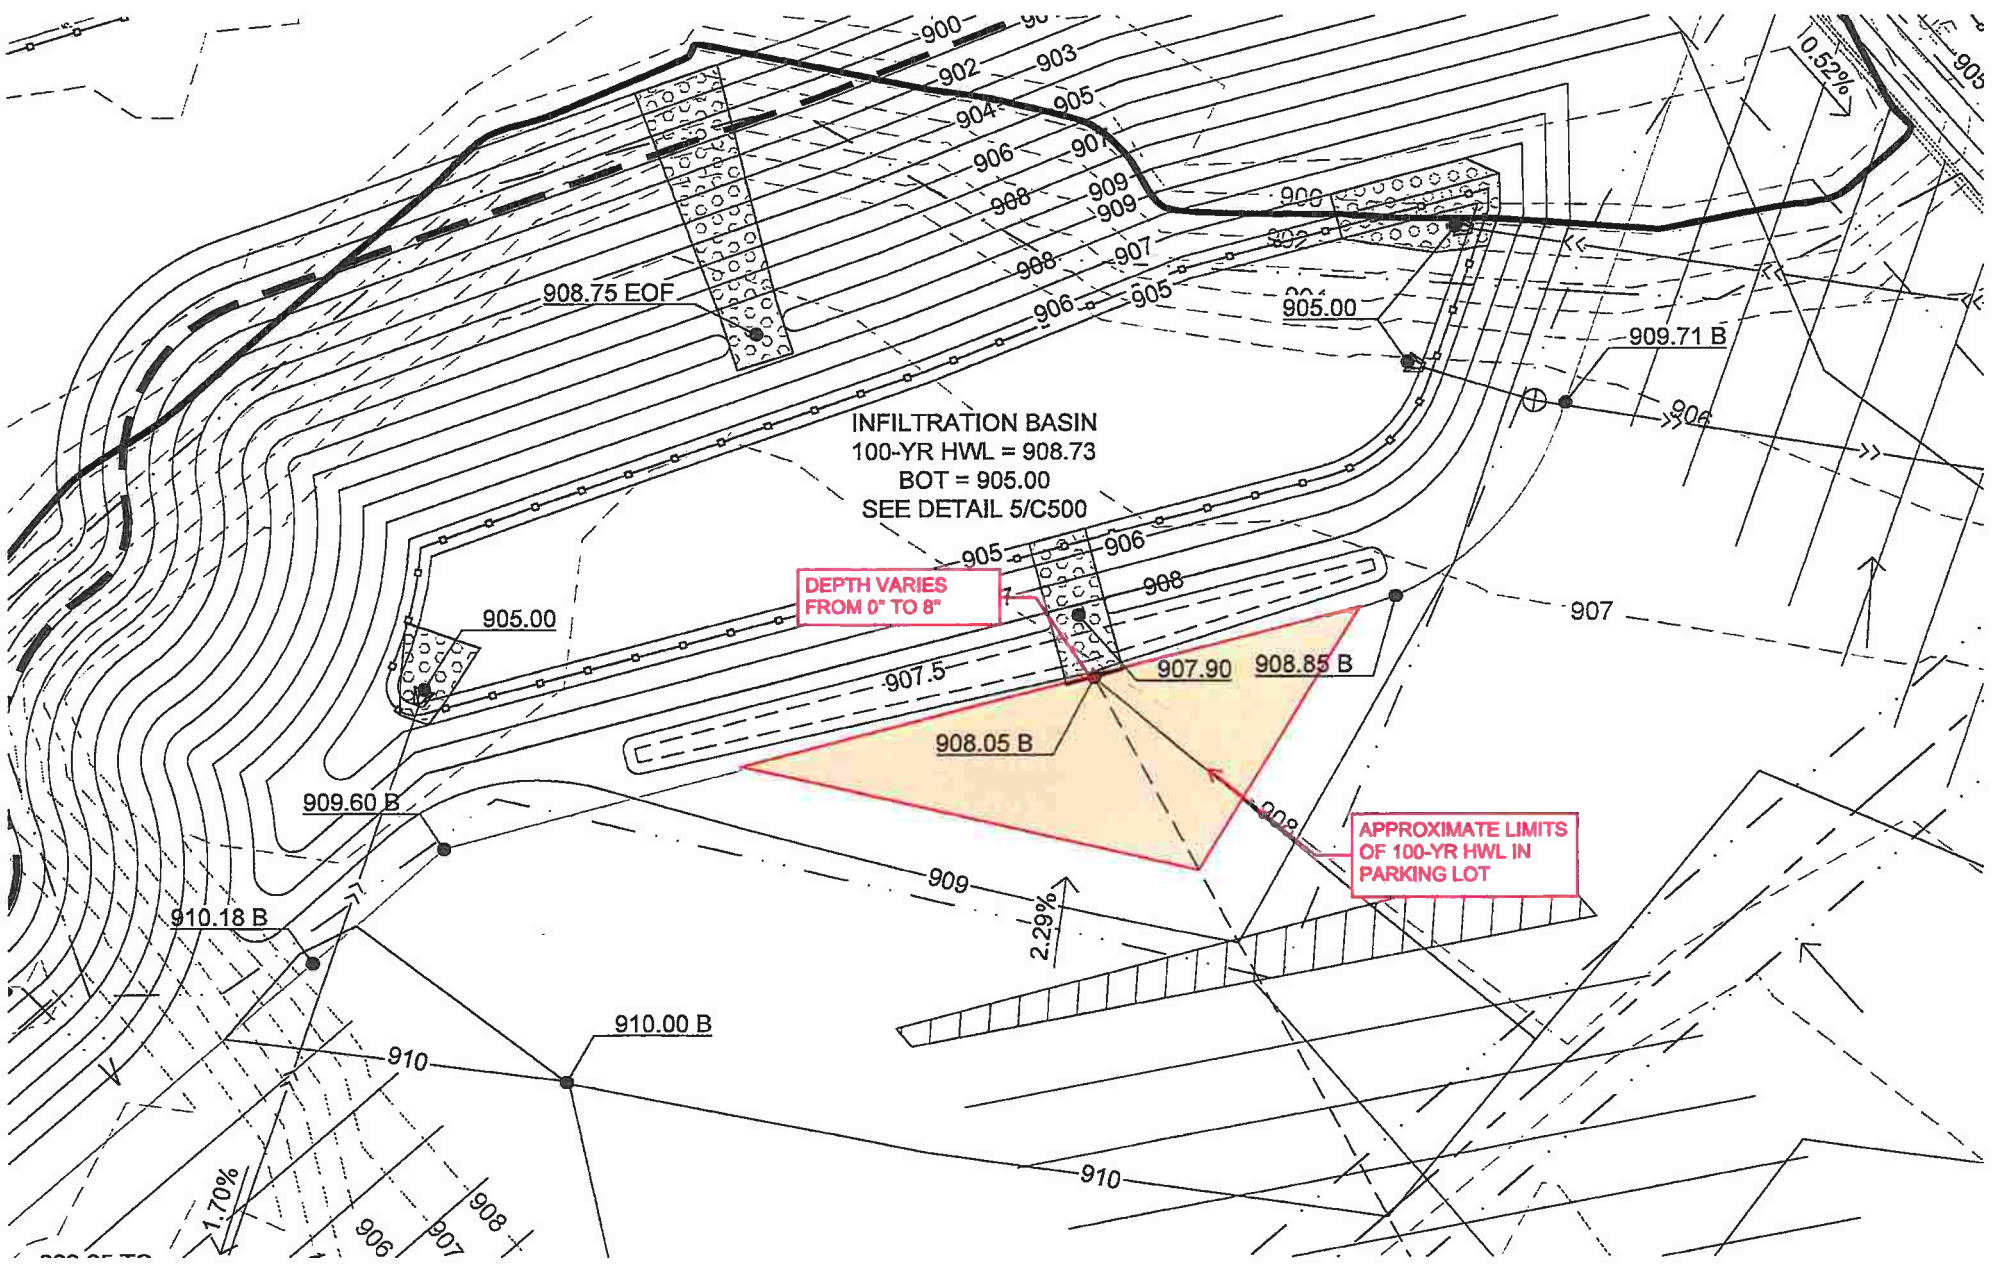 900
902
903
904
905
906
907
908
909
909
908
907
906
905
900
902
0.52%
905
908.75 EOF
905.00
909.71 B
906
INFILTRATION BASIN
100-YR HWL = 908.73
BOT = 905.00
SEE DETAIL 5/C500
905
906
908
DEPTH VARIES
FROM 0" TO 8"
907
905.00
907.5
907.90
908.85 B
908.05 B
909.60 B
908
APPROXIMATE LIMITS
OF 100-YR HWL IN
PARKING LOT
909
2.29%
910.18 B
910.00 B
910
910
1.70%
906
907
908